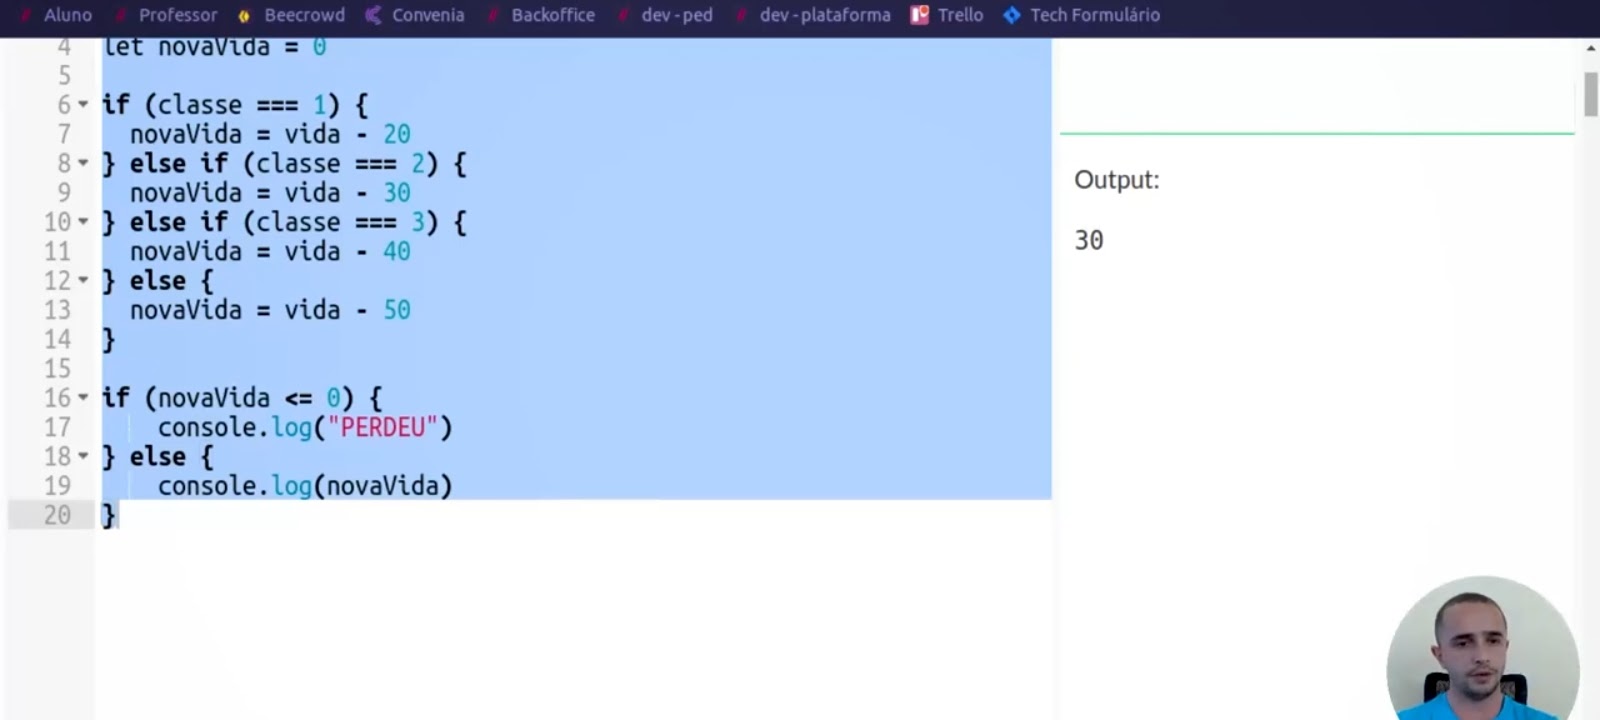 Aluno Professor Beecrowd Convenia Backoffice dev-ped dev-plataforma Trello Tech Formulário
4 let novaVida = 0
5
6 if (classe === 1) {
7 novaVida = vida - 20
8 } else if (classe === 2) {
9 novaVida = vida - 30
10 } else if (classe === 3) {
11 novaVida = vida - 40
12 } else {
13 novaVida = vida - 50
14 }
15
16 if (novaVida <= 0) {
17 console.log("PERDEU")
18 } else {
19 console.log(novaVida)
20 }
Output:
30